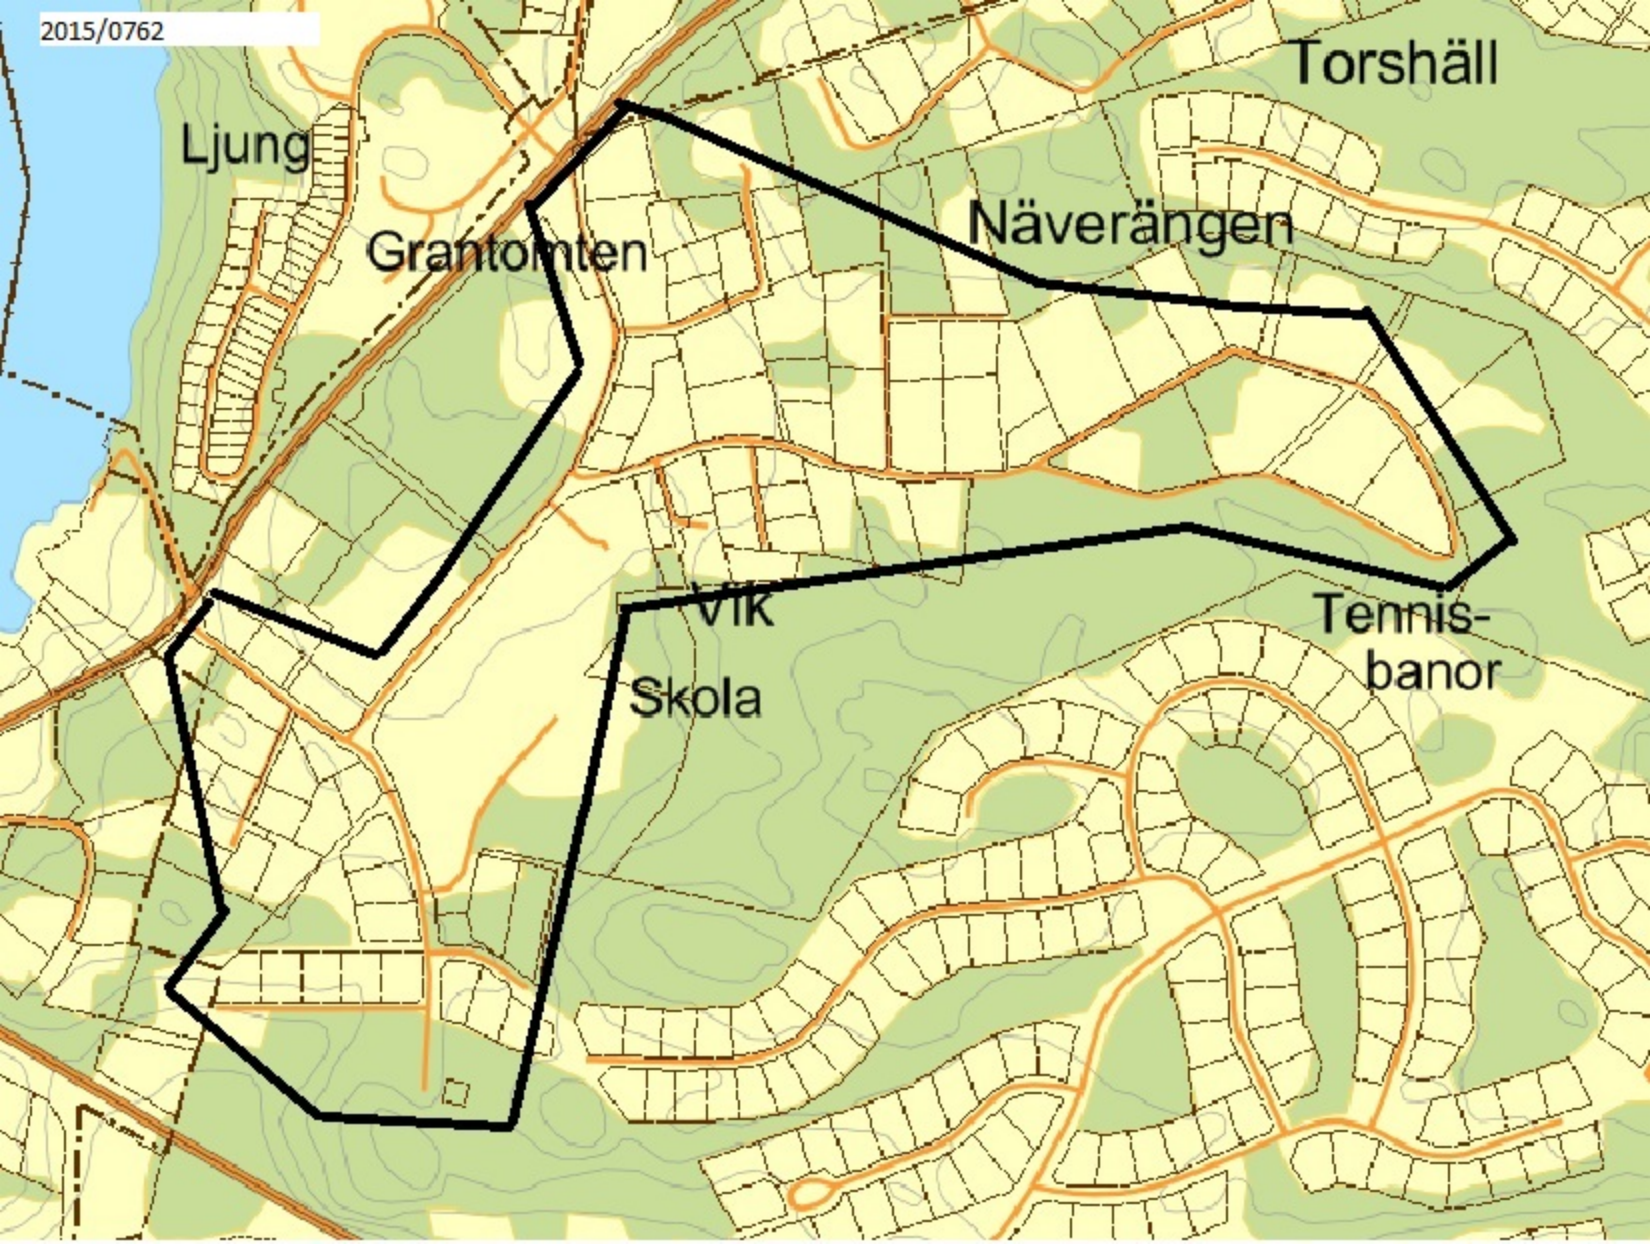 2015/0762
Torshäll
Ljung
Näverängen
Grantomten
Vik
Skola
Tennis-
banor